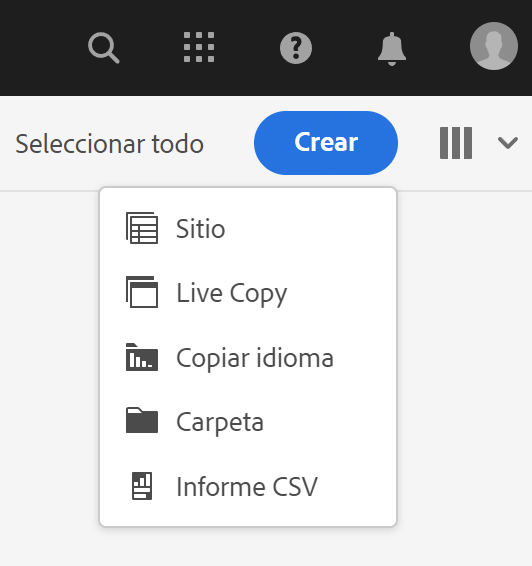 Seleccionar todo
Crear
Sitio
Live Copy
Copiar idioma
Carpeta
Informe CSV